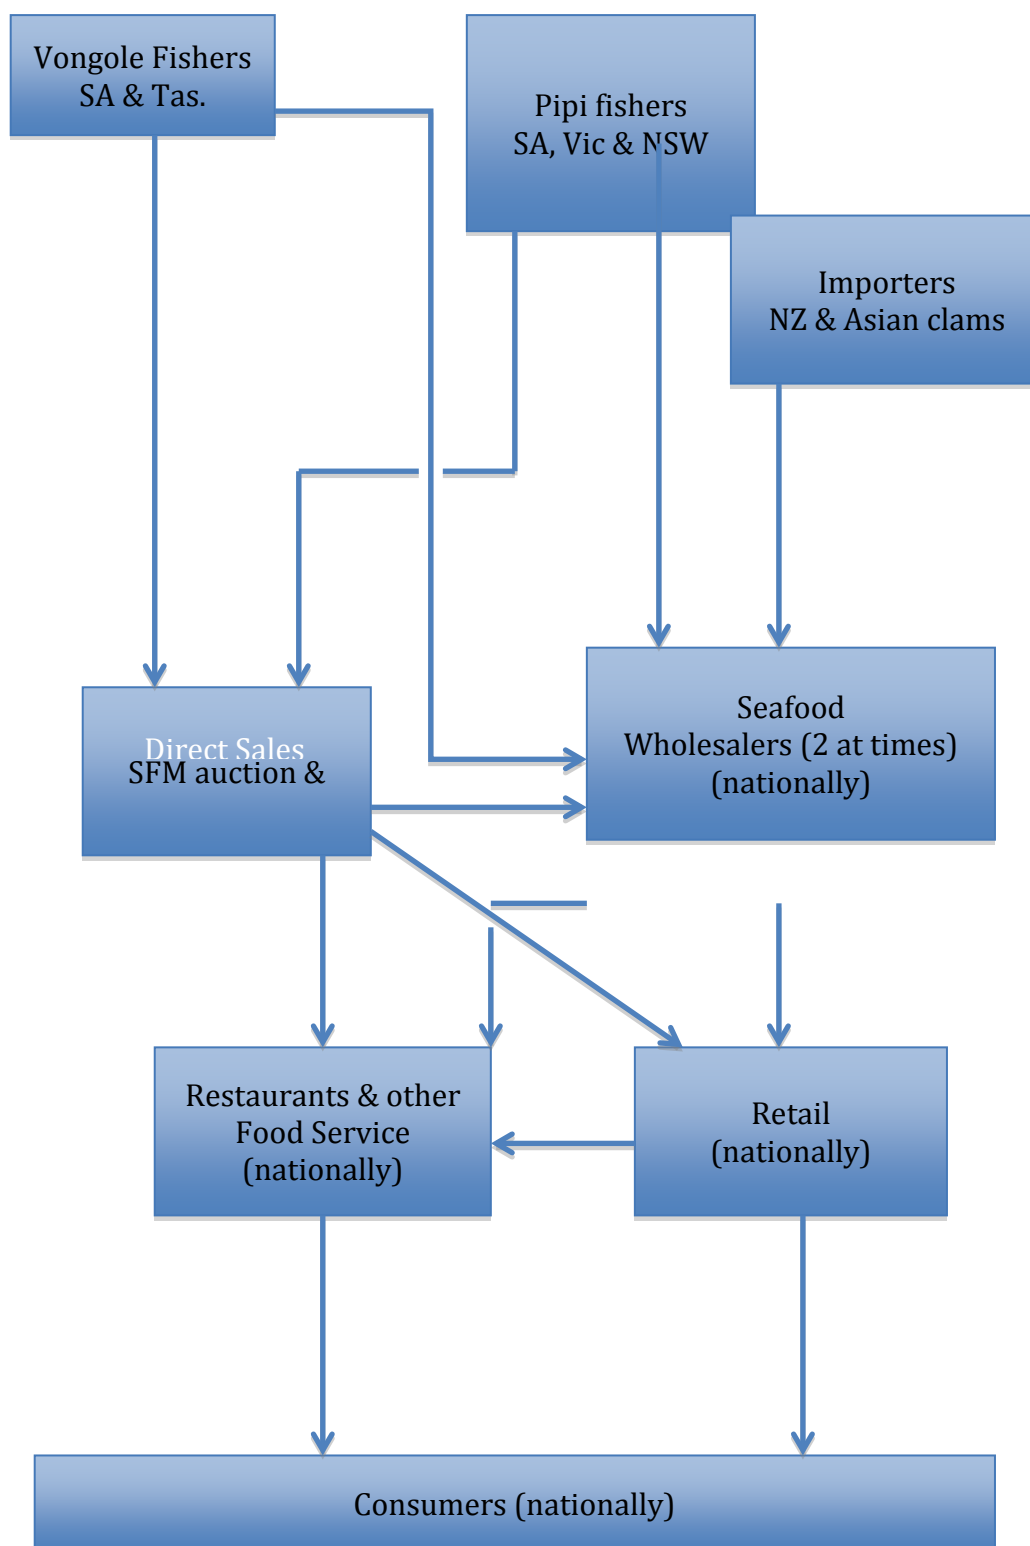 Vongole Fishers
SA & Tas.
Pipi fishers
SA, Vic & NSW
Importers
NZ & Asian clams
Direct Sales
SFM auction &
Seafood
Wholesalers (2 at times)
(nationally)
Restaurants & other
Food Service
(nationally)
Retail
(nationally)
Consumers (nationally)